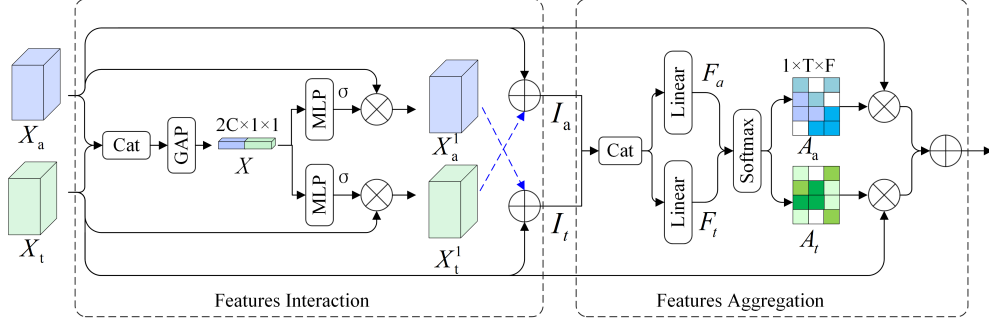 X_a
X_t
Cat
GAP
2C×1×1
X
MLP
σ
MLP
σ
X_a^1
X_t^1
I_a
I_t
Features Interaction
Cat
Linear
Linear
F_a
F_t
Softmax
1×T×F
A_a
A_t
Features Aggregation